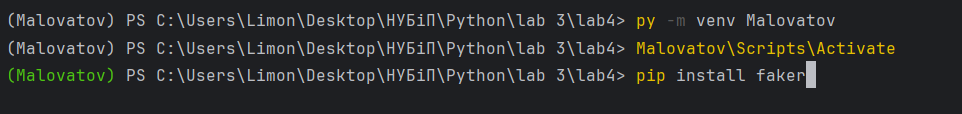 (Malovatov) PS C:\Users\Limon\Desktop\НУБіП\Python\lab 3\lab4> py -m venv Malovatov
(Malovatov) PS C:\Users\Limon\Desktop\НУБіП\Python\lab 3\lab4> Malovatov\Scripts\Activate
(Malovatov) PS C:\Users\Limon\Desktop\НУБіП\Python\lab 3\lab4> pip install faker